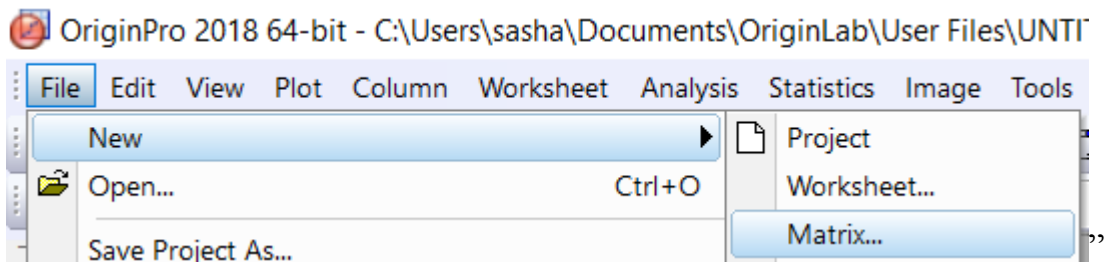 OriginPro 2018 64-bit - C:\Users\sasha\Documents\OriginLab\User Files\UNTI
File Edit View Plot Column Worksheet Analysis Statistics Image Tools
New Project
Open... Ctrl+O Worksheet...
Save Project As... Matrix... ”